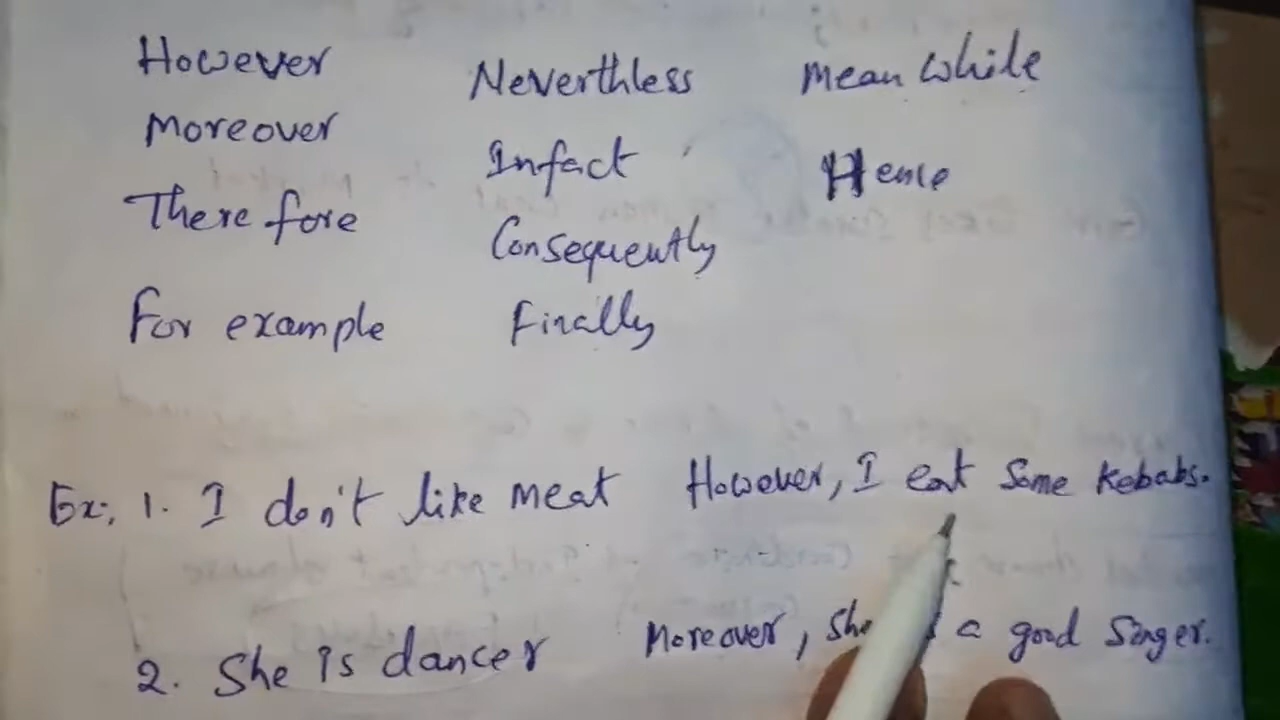 However Neverthless Mean While
Moreover Infact Hence
There fore Consequently
For example Finally
Ex:, 1. I don't like meat However, I eat Some Kebabs.
2. She is dancer Moreover, She a good Singer.